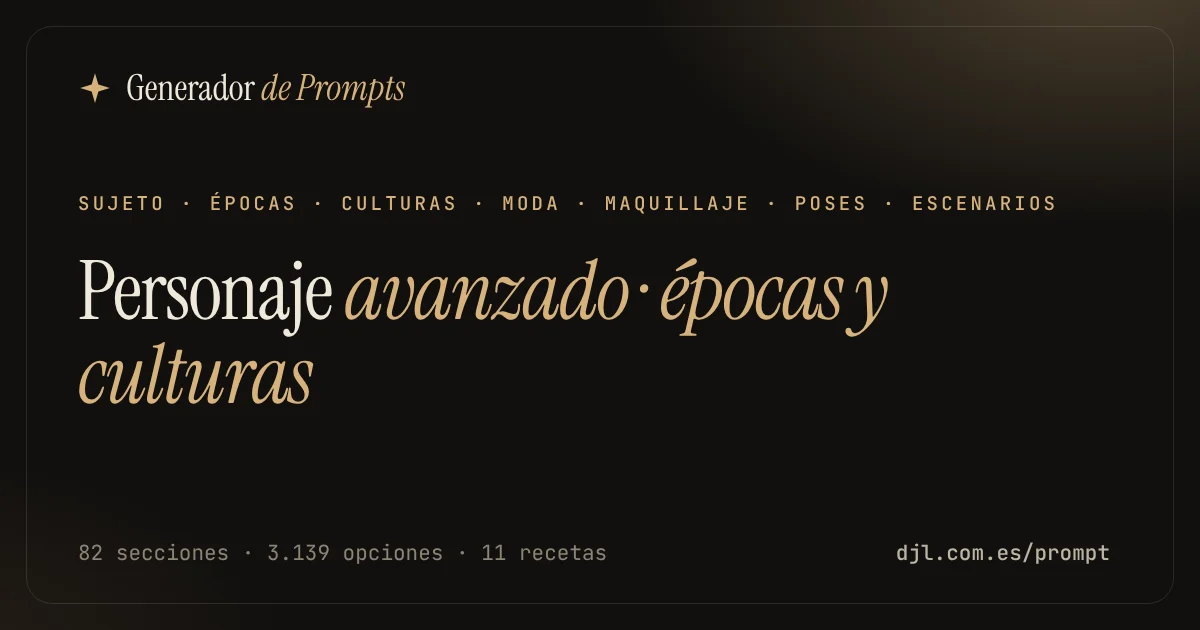 Generador de Prompts
SUJETO · ÉPOCAS · CULTURAS · MODA · MAQUILLAJE · POSES · ESCENARIOS
Personaje avanzado · épocas y
culturas
82 secciones · 3.139 opciones · 11 recetas
djl.com.es/prompt